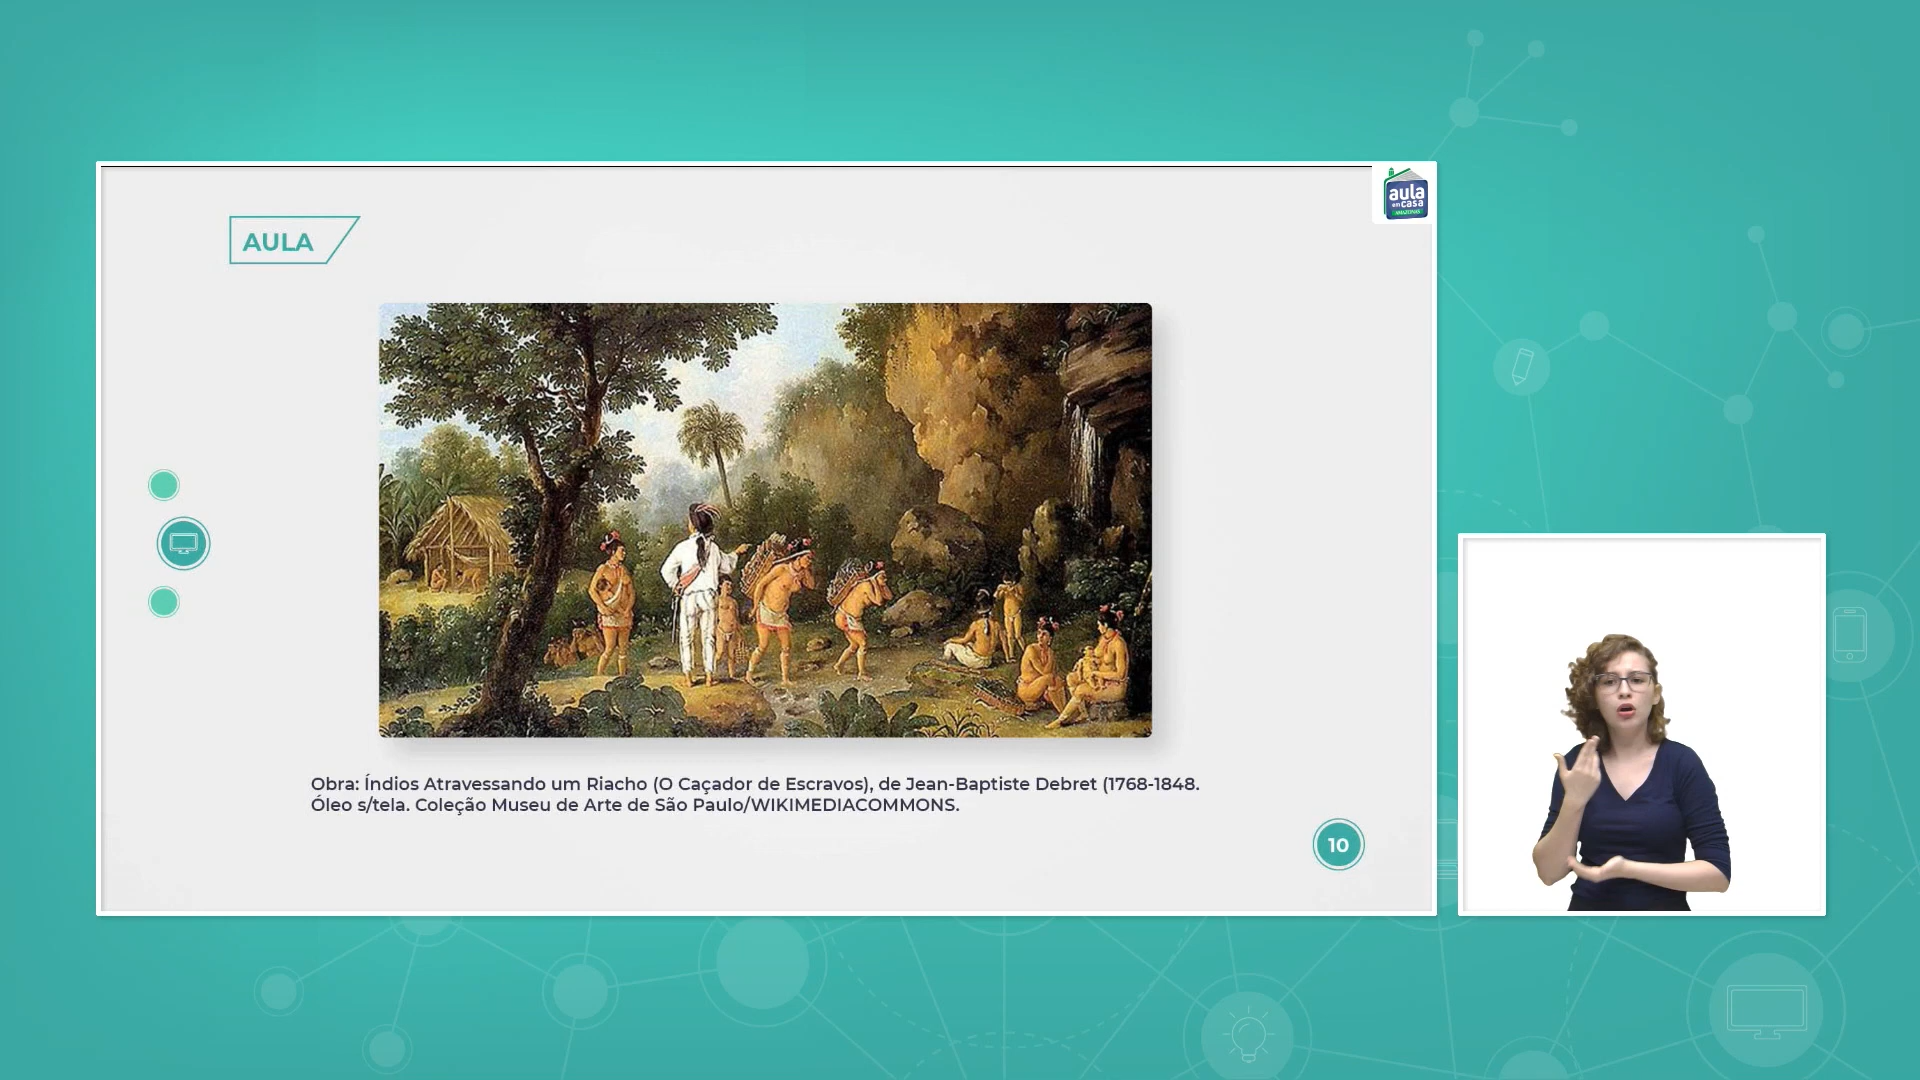 aula
em casa
AMAZONAS
AULA
Obra: Índios Atravessando um Riacho (O Caçador de Escravos), de Jean-Baptiste Debret (1768-1848.
Óleo s/tela. Coleção Museu de Arte de São Paulo/WIKIMEDIACOMMONS.
10